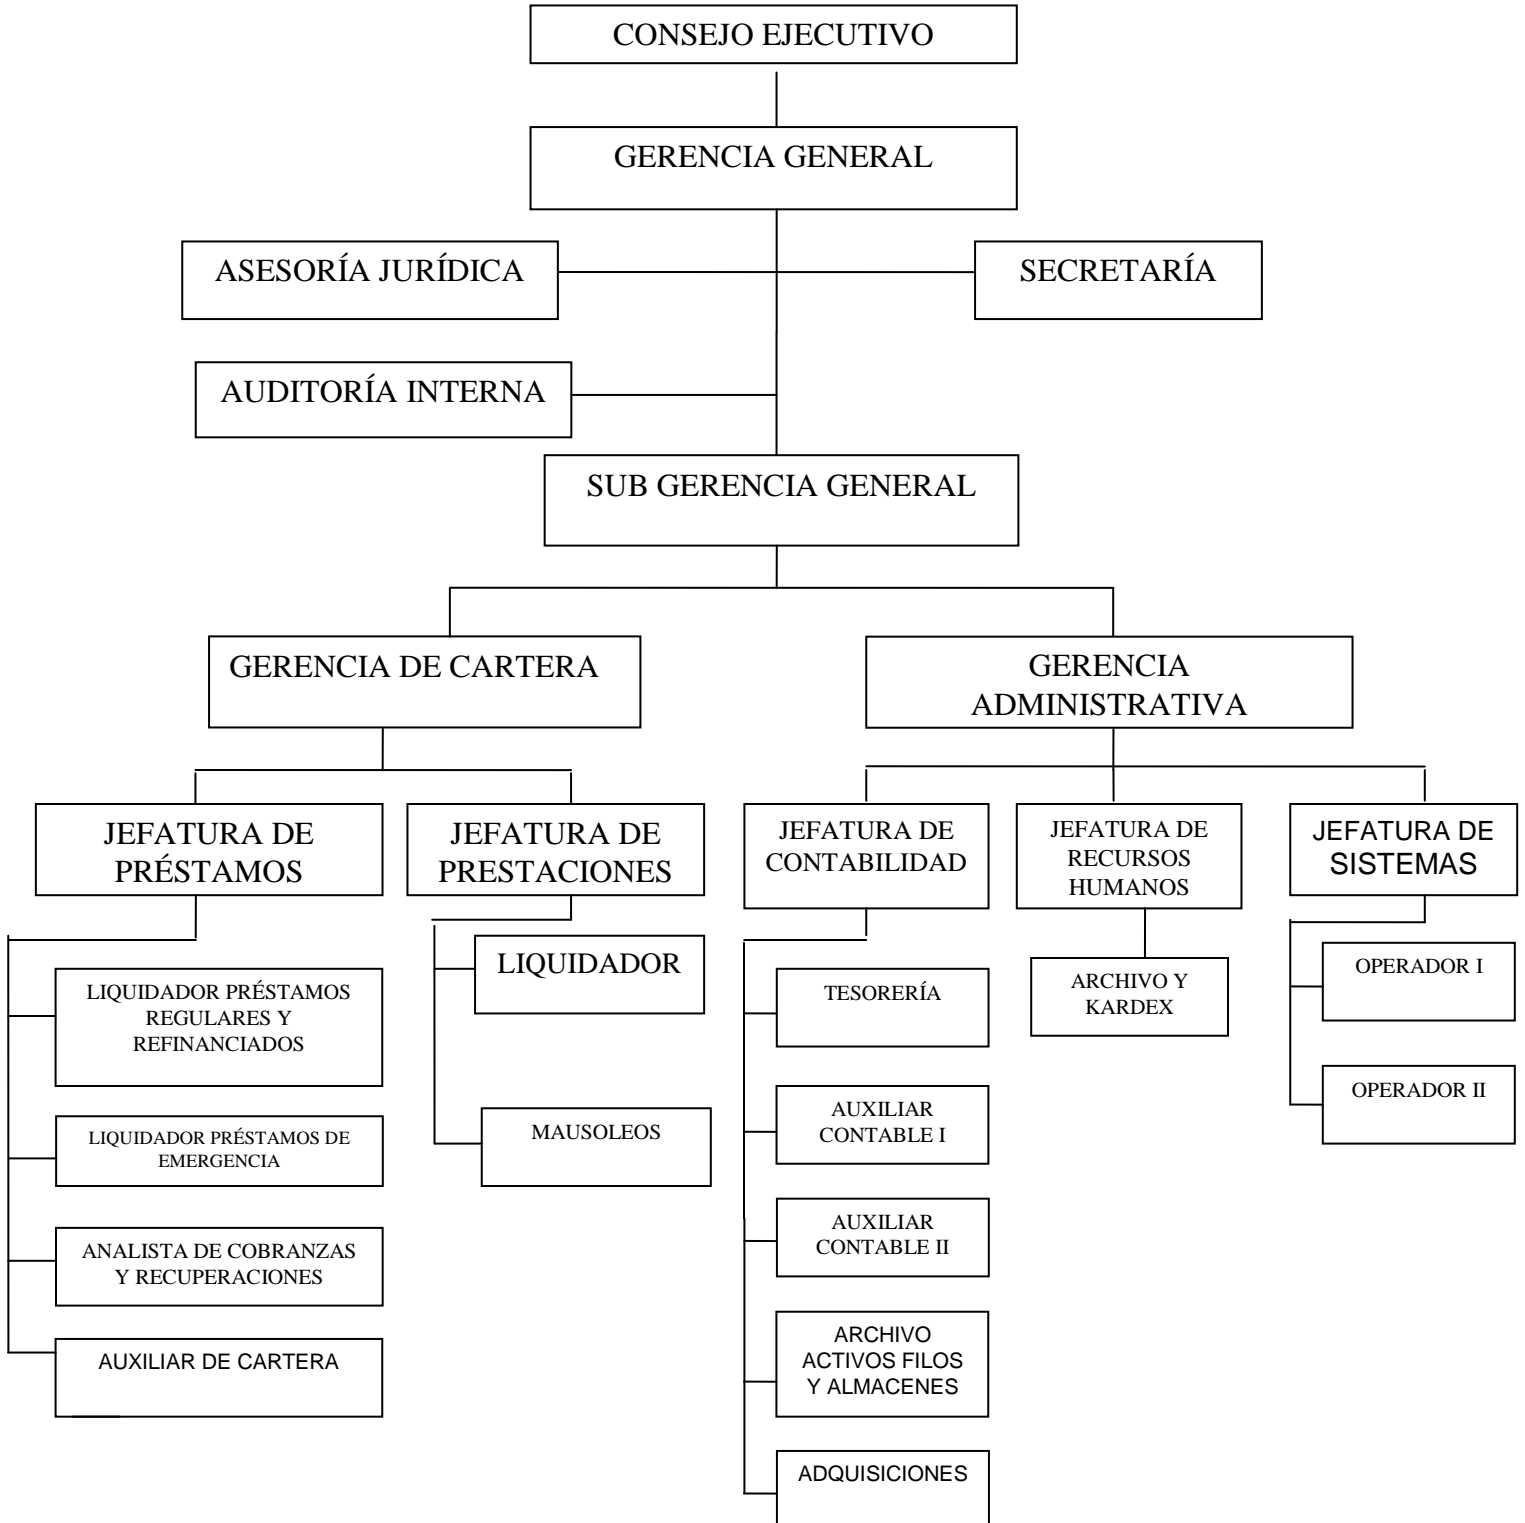 CONSEJO EJECUTIVO
GERENCIA GENERAL
ASESORÍA JURÍDICA
SECRETARÍA
AUDITORÍA INTERNA
SUB GERENCIA GENERAL
GERENCIA DE CARTERA
GERENCIA
ADMINISTRATIVA
JEFATURA DE
PRÉSTAMOS
JEFATURA DE
PRESTACIONES
JEFATURA DE
CONTABILIDAD
JEFATURA DE
RECURSOS
HUMANOS
JEFATURA DE
SISTEMAS
LIQUIDADOR PRÉSTAMOS
REGULARES Y
REFINANCIADOS
LIQUIDADOR PRÉSTAMOS DE
EMERGENCIA
ANALISTA DE COBRANZAS
Y RECUPERACIONES
AUXILIAR DE CARTERA
LIQUIDADOR
MAUSOLEOS
TESORERÍA
AUXILIAR
CONTABLE I
AUXILIAR
CONTABLE II
ARCHIVO
ACTIVOS FILOS
Y ALMACENES
ADQUISICIONES
ARCHIVO Y
KARDEX
OPERADOR I
OPERADOR II